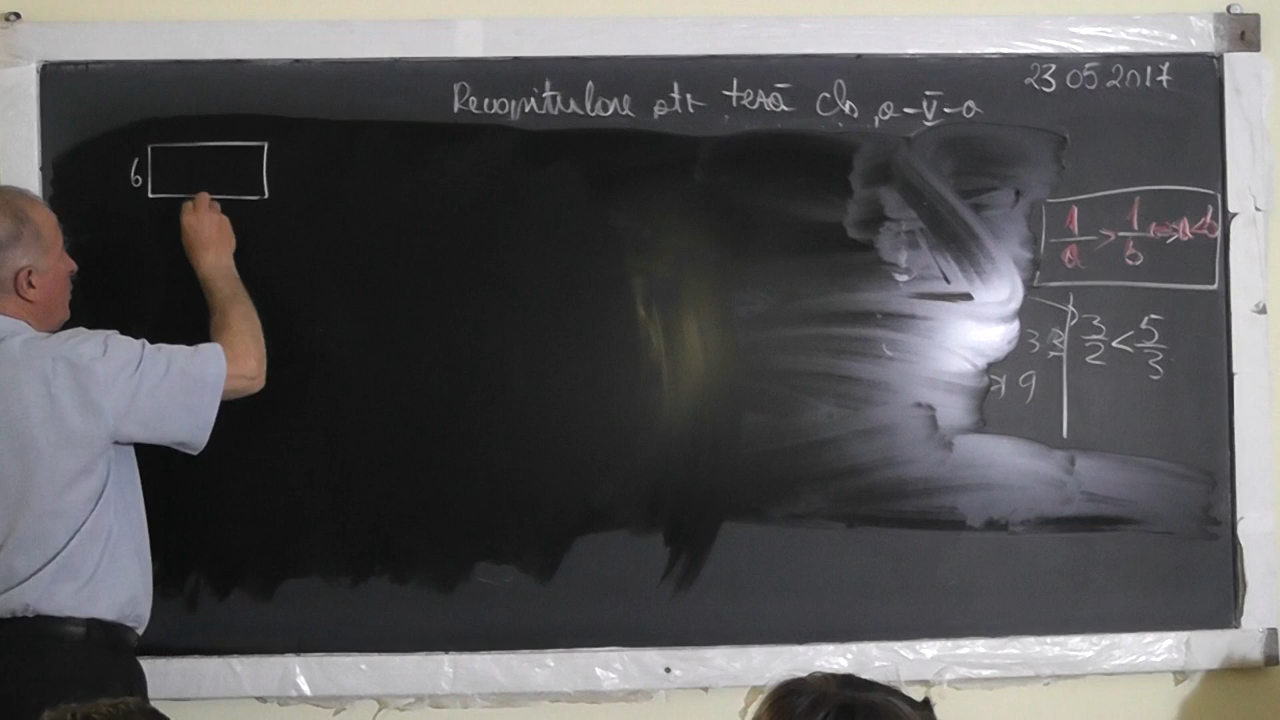 23 05 2017
Recapitulare ptr teză cls a-V-a
6
1/a > 1/b ⇔ a<b
3/2 < 5/3
9